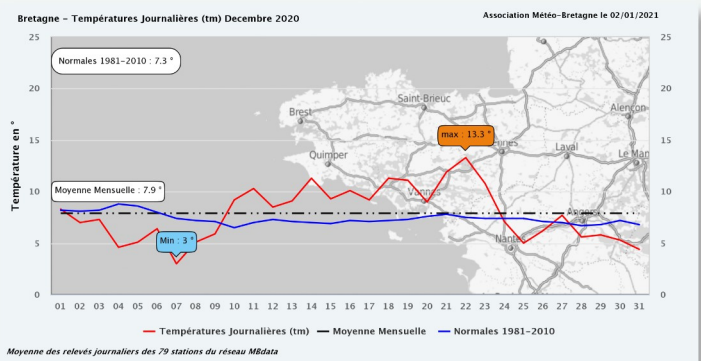 Bretagne - Températures Journalières (tm) Decembre 2020
Association Météo-Bretagne le 02/01/2021
25
20
15
10
5
0
Température en °
25
20
15
10
5
0
Normales 1981-2010 : 7.3 °
Moyenne Mensuelle : 7.9 °
Min : 3 °
max : 13.3 °
Brest
Saint-Brieuc
Quimper
Vannes
nnes
Laval
Alençon
Le Man
Angers
Nantes
01 02 03 04 05 06 07 08 09 10 11 12 13 14 15 16 17 18 19 20 21 22 23 24 25 26 27 28 29 30 31
Températures Journalières (tm)
Moyenne Mensuelle
Normales 1981-2010
Moyenne des relevés journaliers des 79 stations du réseau MBdata